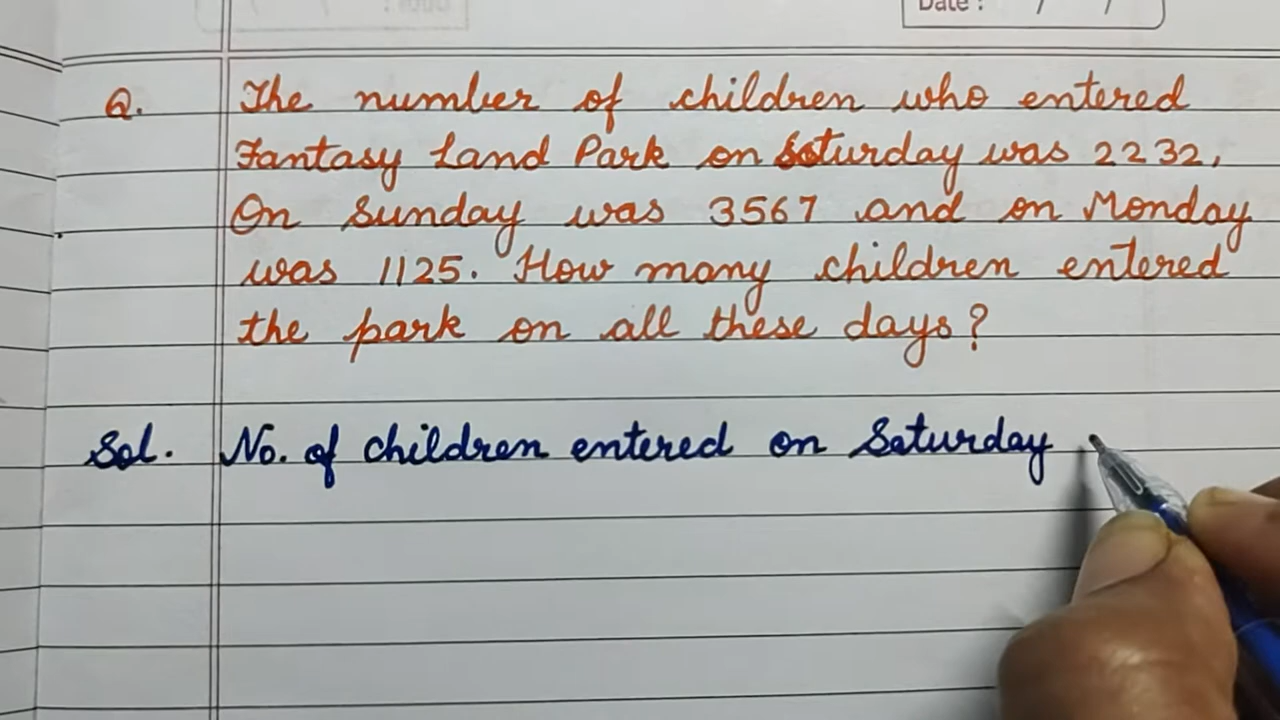 Date : / /
Q. The number of children who entered
Fantasy Land Park on Saturday was 2232,
On Sunday was 3567 and on Monday
was 1125. How many children entered
the park on all these days?
Sol. No. of children entered on Saturday